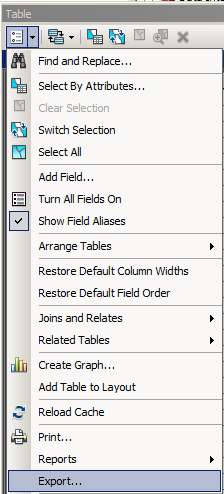 Table
Find and Replace...
Select By Attributes...
Clear Selection
Switch Selection
Select All
Add Field...
Turn All Fields On
Show Field Aliases
Arrange Tables
Restore Default Column Widths
Restore Default Field Order
Joins and Relates
Related Tables
Create Graph...
Add Table to Layout
Reload Cache
Print...
Reports
Export...